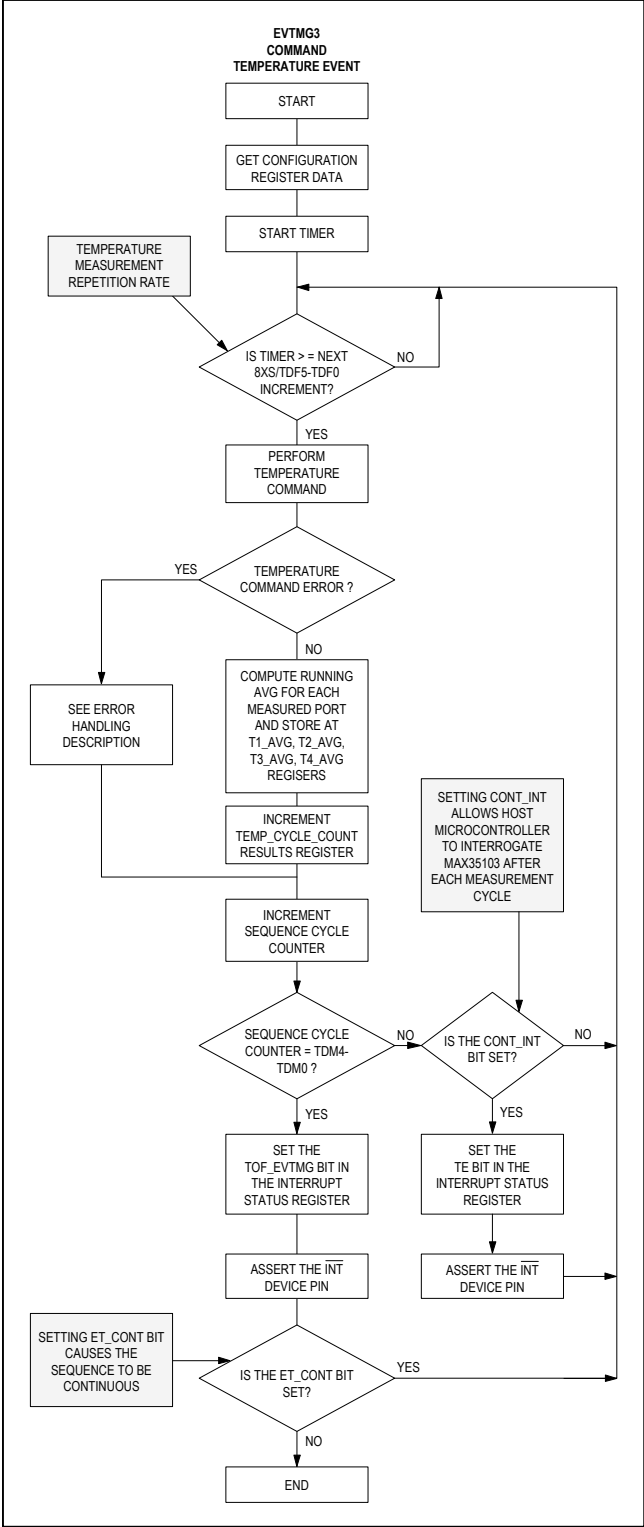 EVTMG3
COMMAND
TEMPERATURE EVENT
START
GET CONFIGURATION
REGISTER DATA
START TIMER
TEMPERATURE
MEASUREMENT
REPETITION RATE
IS TIMER > = NEXT
8XS/TDF5-TDF0
INCREMENT?
NO
YES
PERFORM
TEMPERATURE
COMMAND
YES
TEMPERATURE
COMMAND ERROR ?
NO
SEE ERROR
HANDLING
DESCRIPTION
COMPUTE RUNNING
AVG FOR EACH
MEASURED PORT
AND STORE AT
T1_AVG, T2_AVG,
T3_AVG, T4_AVG
REGISERS
INCREMENT
TEMP_CYCLE_COUNT
RESULTS REGISTER
SETTING CONT_INT
ALLOWS HOST
MICROCONTROLLER
TO INTERROGATE
MAX35103 AFTER
EACH MEASUREMENT
CYCLE
INCREMENT
SEQUENCE CYCLE
COUNTER
SEQUENCE CYCLE
COUNTER = TDM4-
TDM0 ?
NO
IS THE CONT_INT
BIT SET?
NO
YES
YES
SET THE
TOF_EVTMG BIT IN
THE INTERRUPT
STATUS REGISTER
SET THE
TE BIT IN THE
INTERRUPT STATUS
REGISTER
ASSERT THE INT
DEVICE PIN
ASSERT THE INT
DEVICE PIN
SETTING ET_CONT BIT
CAUSES THE
SEQUENCE TO BE
CONTINUOUS
IS THE ET_CONT BIT
SET?
YES
NO
END